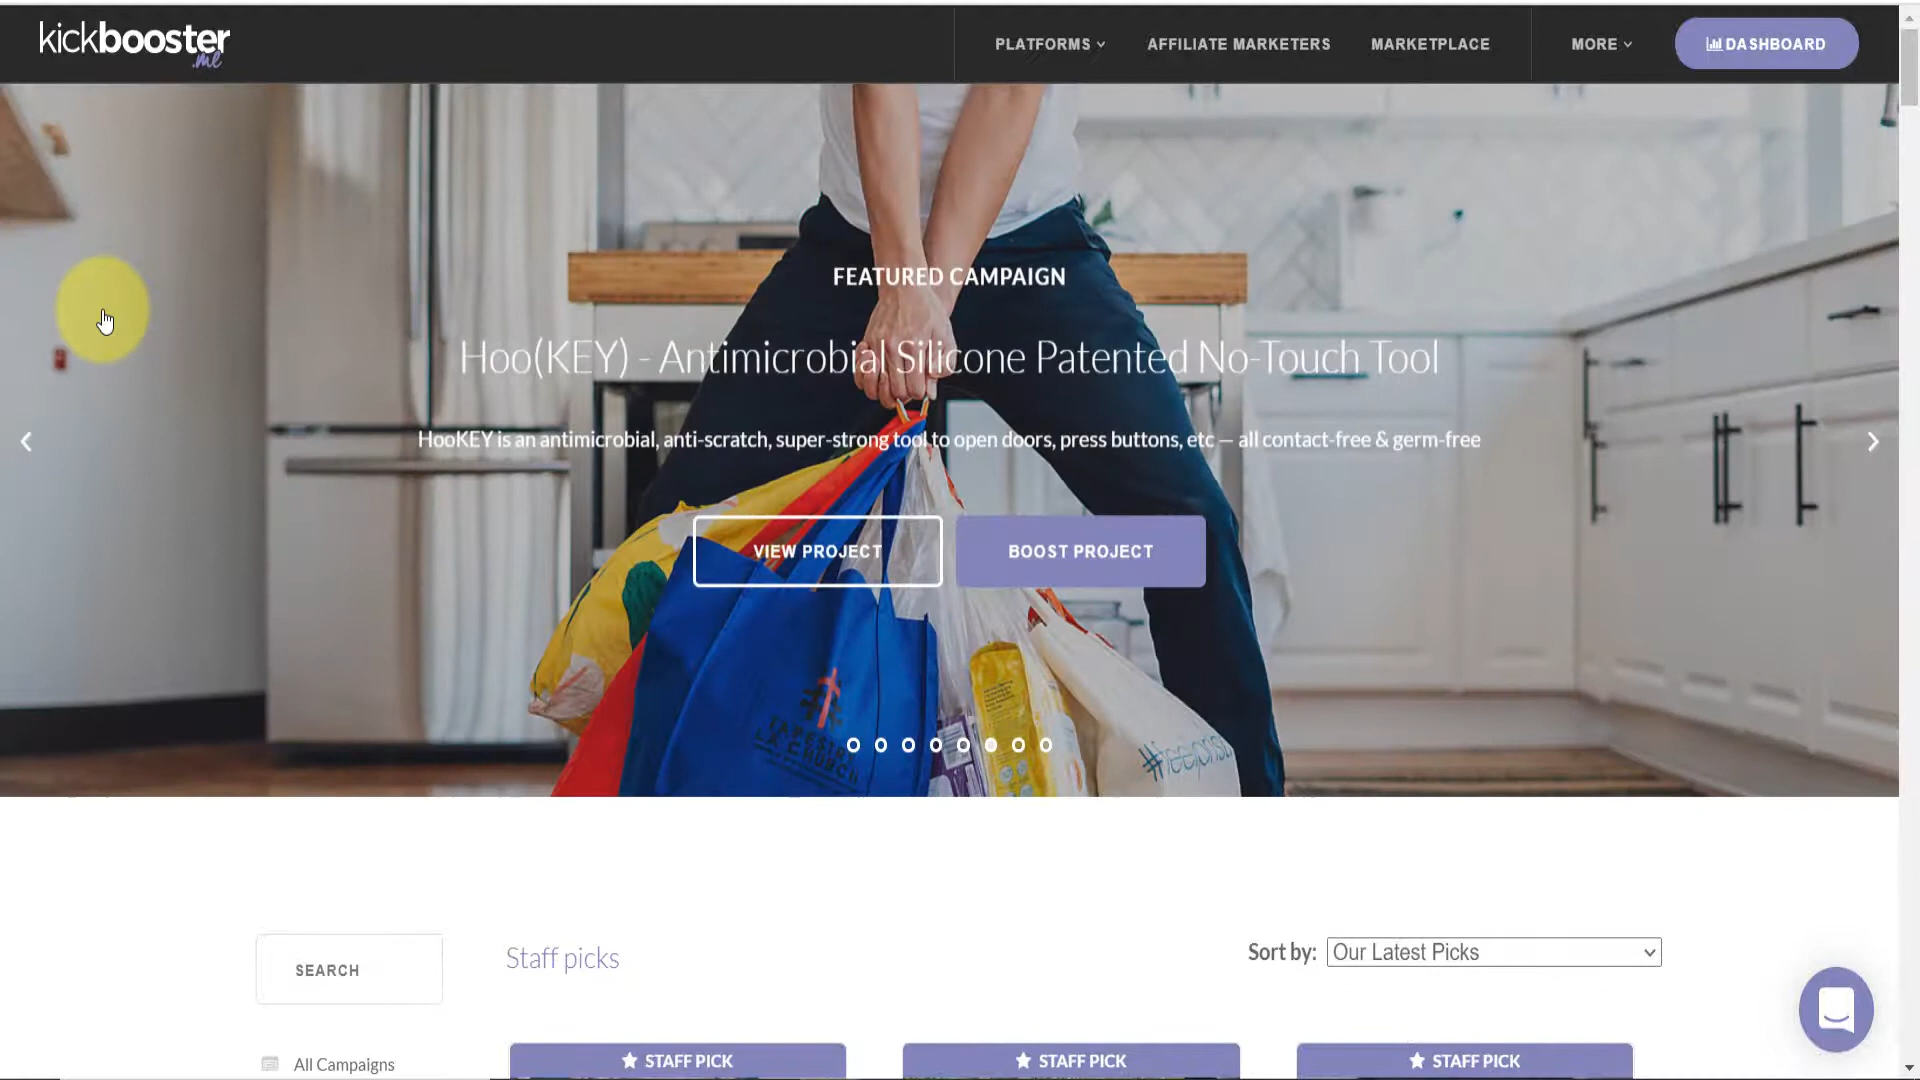 kickbooster
.me
PLATFORMS
AFFILIATE MARKETERS
MARKETPLACE
MORE
DASHBOARD
FEATURED CAMPAIGN
Hoo(KEY) - Antimicrobial Silicone Patented No-Touch Tool
HooKEY is an antimicrobial, anti-scratch, super-strong tool to open doors, press buttons, etc — all contact-free & germ-free
VIEW PROJECT
BOOST PROJECT
SEARCH
Staff picks
Sort by:
Our Latest Picks
All Campaigns
STAFF PICK
STAFF PICK
STAFF PICK